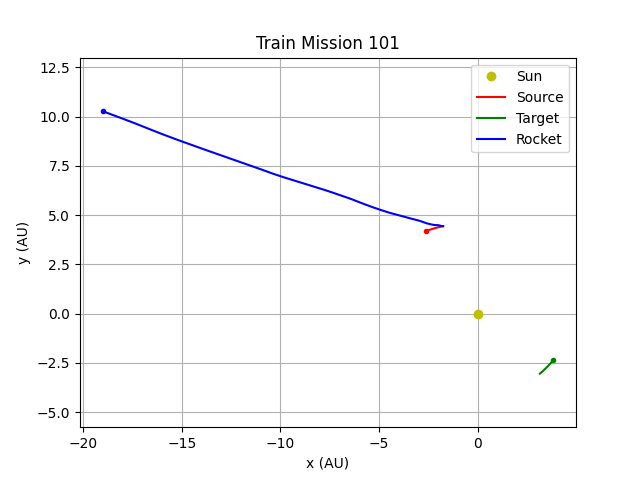 Train Mission 101
12.5
10.0
7.5
5.0
2.5
0.0
−2.5
−5.0
y (AU)
Sun
Source
Target
Rocket
−20
−15
−10
−5
0
x (AU)